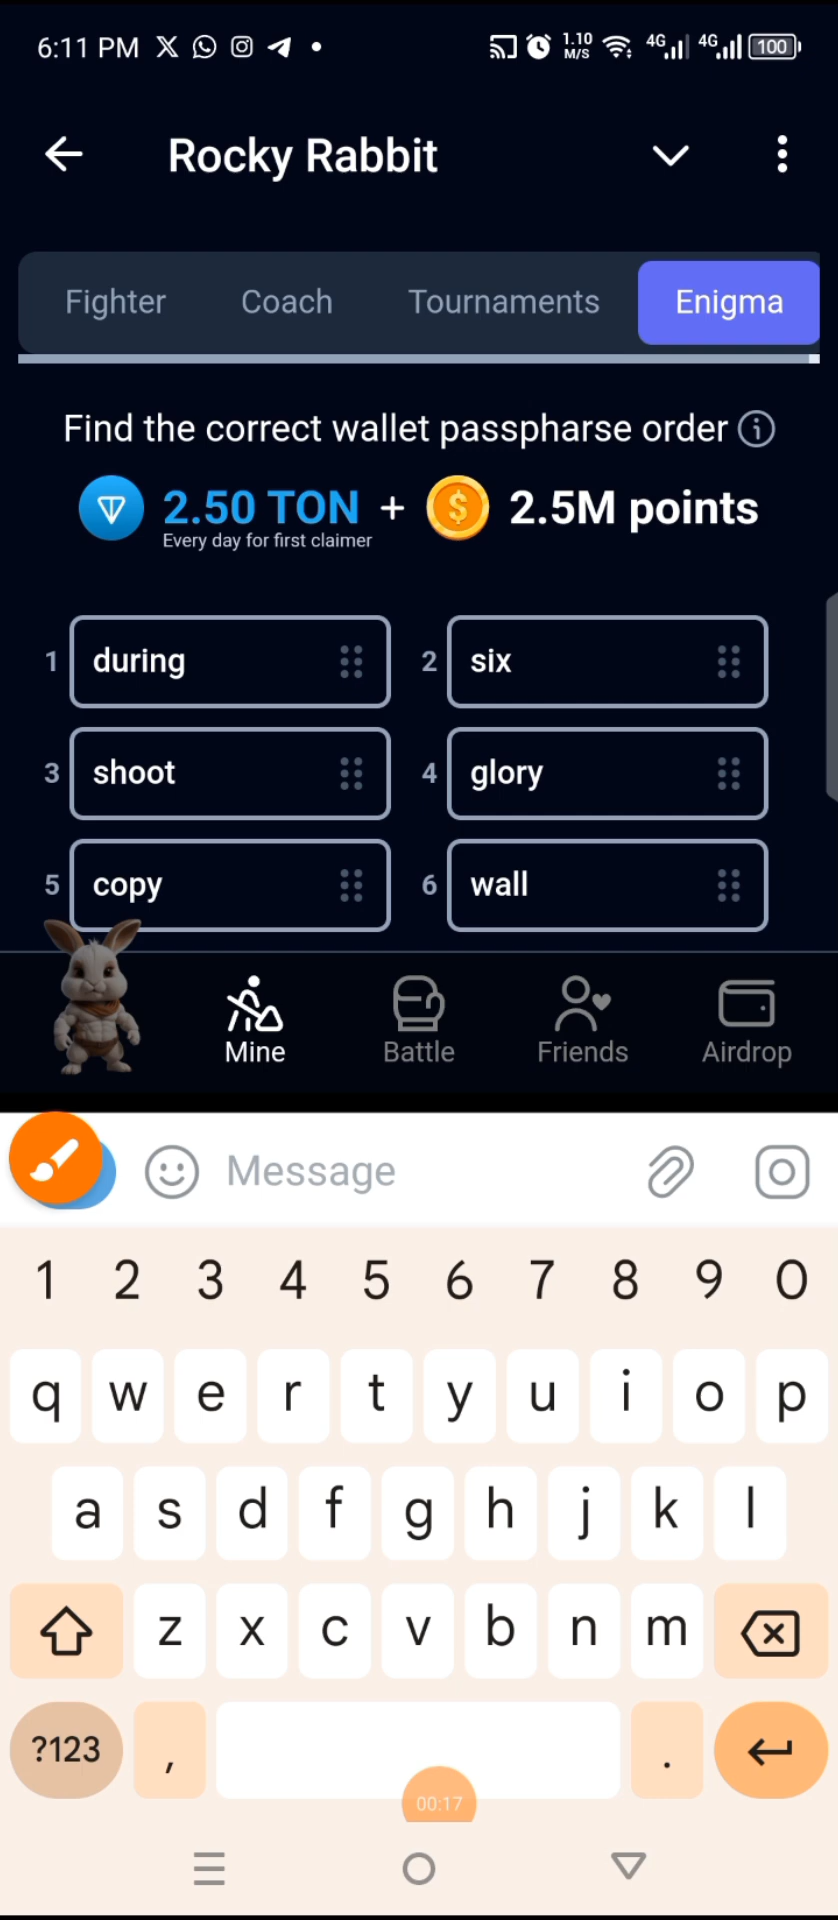 6:11 PM 1.10 M/S 4G 4G 100
Rocky Rabbit
Fighter Coach Tournaments Enigma
Find the correct wallet passpharse order
2.50 TON + 2.5M points
Every day for first claimer
1 during 2 six
3 shoot 4 glory
5 copy 6 wall
Mine Battle Friends Airdrop
Message
1 2 3 4 5 6 7 8 9 0
q w e r t y u i o p
a s d f g h j k l
z x c v b n m
?123 , .
00:17